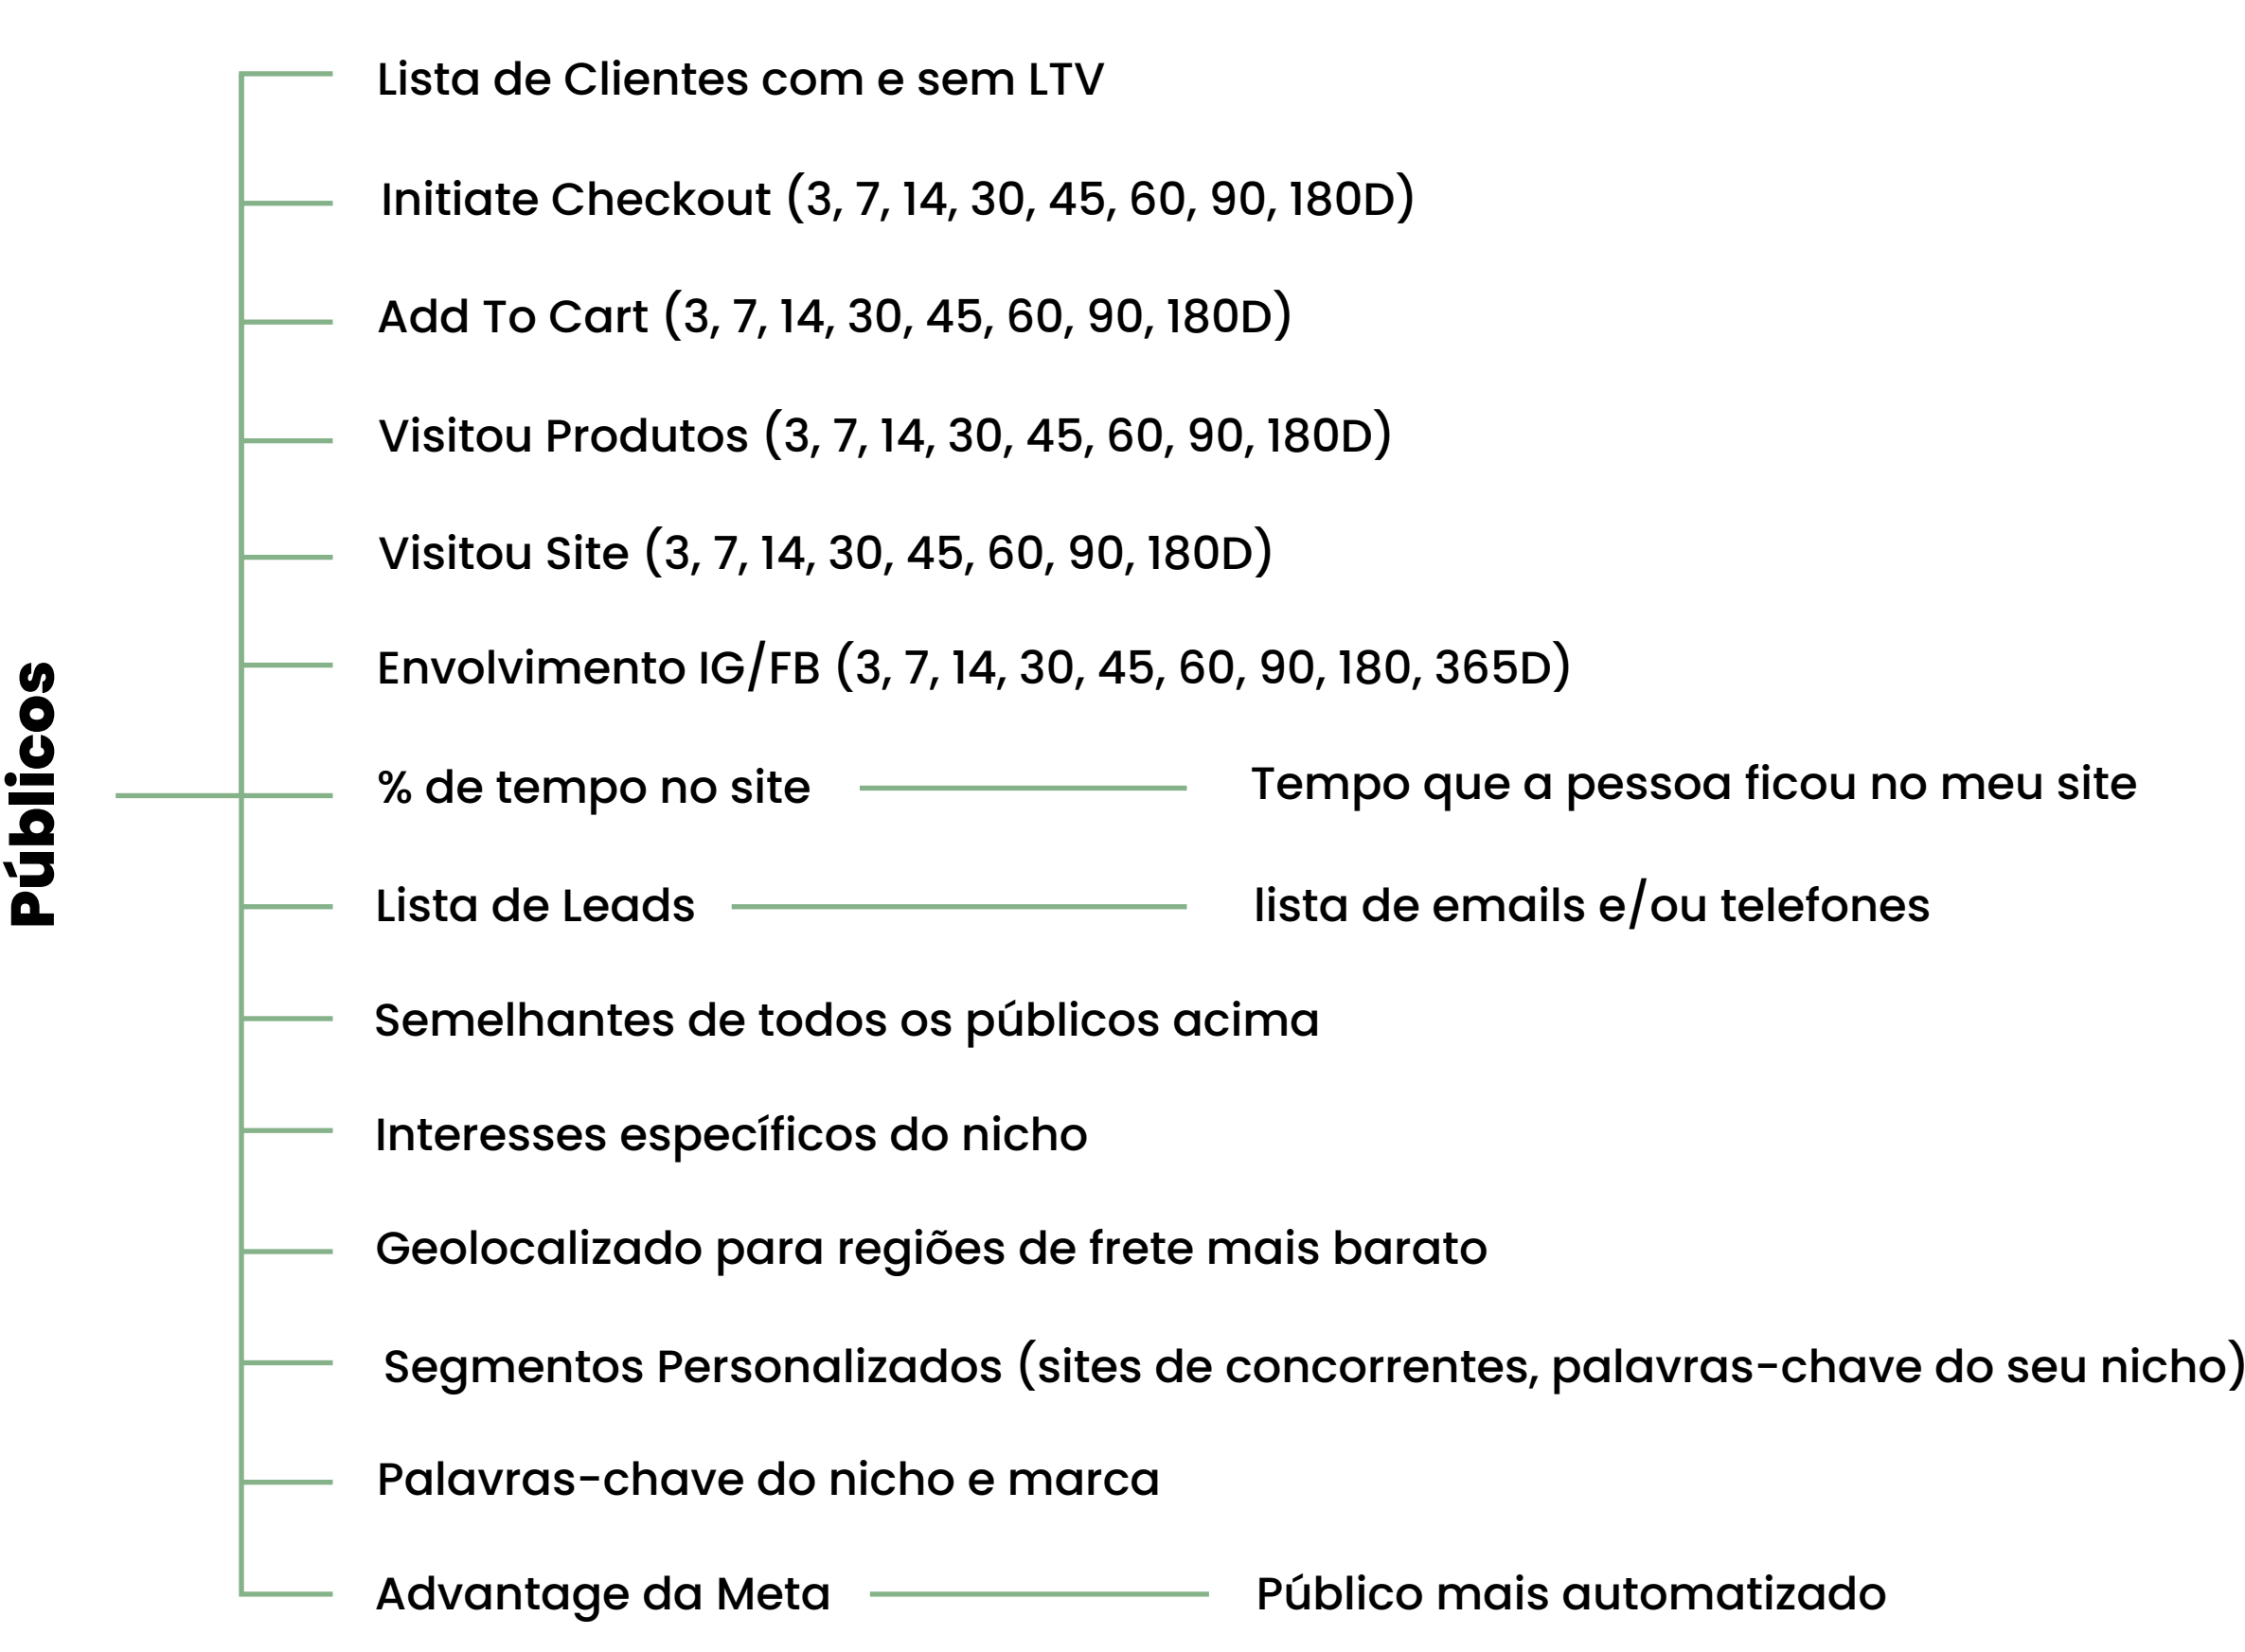 Públicos
Lista de Clientes com e sem LTV
Initiate Checkout (3, 7, 14, 30, 45, 60, 90, 180D)
Add To Cart (3, 7, 14, 30, 45, 60, 90, 180D)
Visitou Produtos (3, 7, 14, 30, 45, 60, 90, 180D)
Visitou Site (3, 7, 14, 30, 45, 60, 90, 180D)
Envolvimento IG/FB (3, 7, 14, 30, 45, 60, 90, 180, 365D)
% de tempo no site
Tempo que a pessoa ficou no meu site
Lista de Leads
lista de emails e/ou telefones
Semelhantes de todos os públicos acima
Interesses específicos do nicho
Geolocalizado para regiões de frete mais barato
Segmentos Personalizados (sites de concorrentes, palavras-chave do seu nicho)
Palavras-chave do nicho e marca
Advantage da Meta
Público mais automatizado